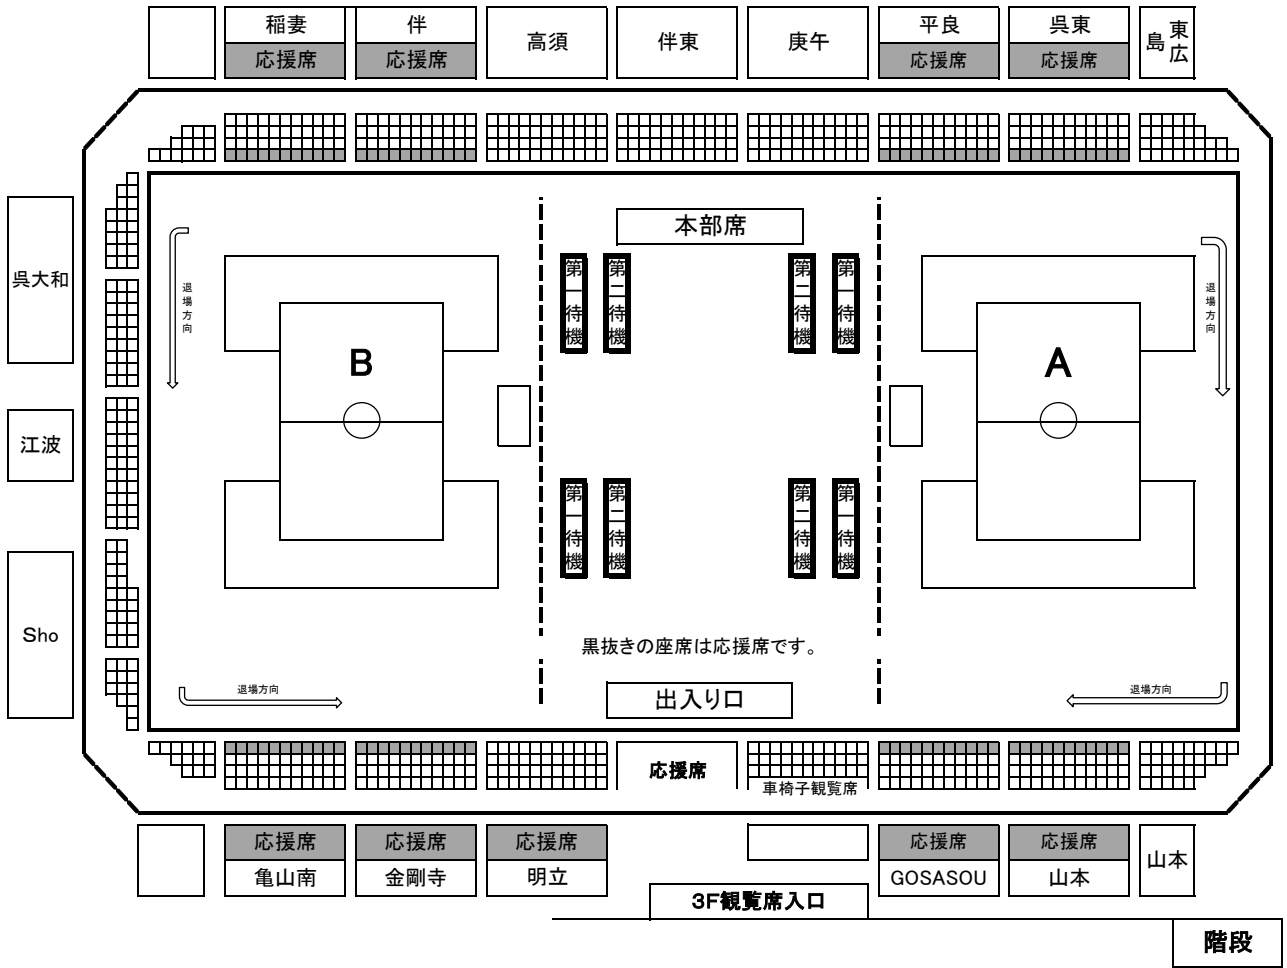 稲妻
伴
高須
伴東
庚午
平良
呉東
東広島
応援席
応援席
応援席
応援席
本部席
第一待機
第二待機
第二待機
第一待機
退場方向
退場方向
呉大和
B
A
江波
第一待機
第二待機
第二待機
第一待機
Sho
黒抜きの座席は応援席です。
退場方向
出入り口
退場方向
応援席
車椅子観覧席
応援席
応援席
応援席
応援席
応援席
亀山南
金剛寺
明立
GOSASOU
山本
山本
3F観覧席入口
階段